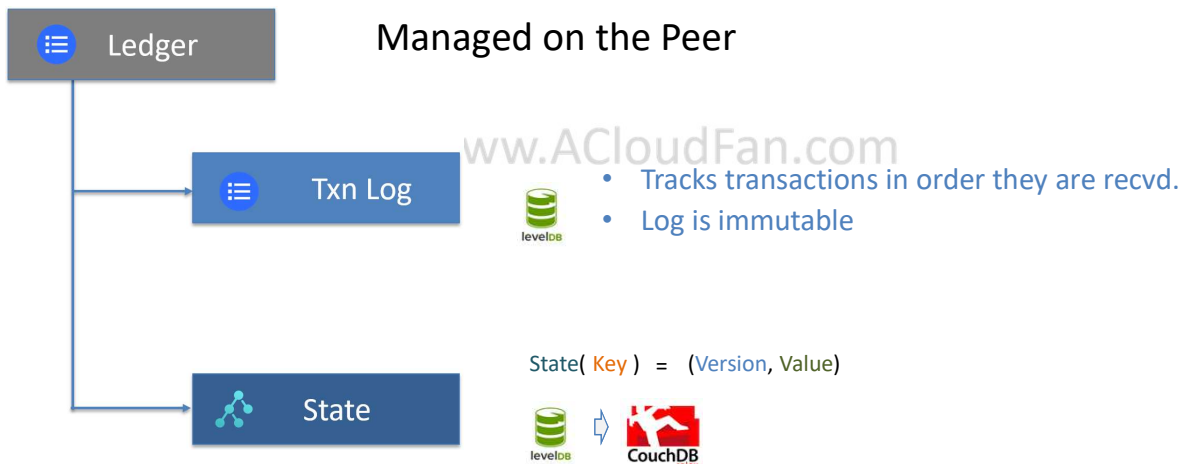 Ledger
Managed on the Peer
ww.ACloudFan.com
Txn Log
levelDB
• Tracks transactions in order they are recvd.
• Log is immutable
State( Key ) = (Version, Value)
State
levelDB
CouchDB